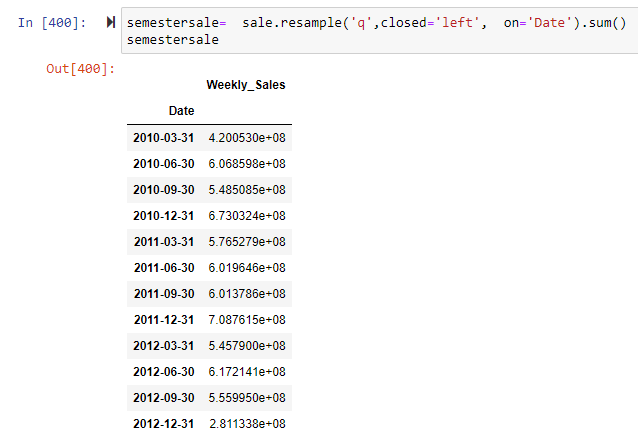 In [400]: semestersale=  sale.resample('q',closed='left',  on='Date').sum()
semestersale
Out[400]:
Weekly_Sales
Date
2010-03-31 4.200530e+08
2010-06-30 6.068598e+08
2010-09-30 5.485085e+08
2010-12-31 6.730324e+08
2011-03-31 5.765279e+08
2011-06-30 6.019646e+08
2011-09-30 6.013786e+08
2011-12-31 7.087615e+08
2012-03-31 5.457900e+08
2012-06-30 6.172141e+08
2012-09-30 5.559950e+08
2012-12-31 2.811338e+08